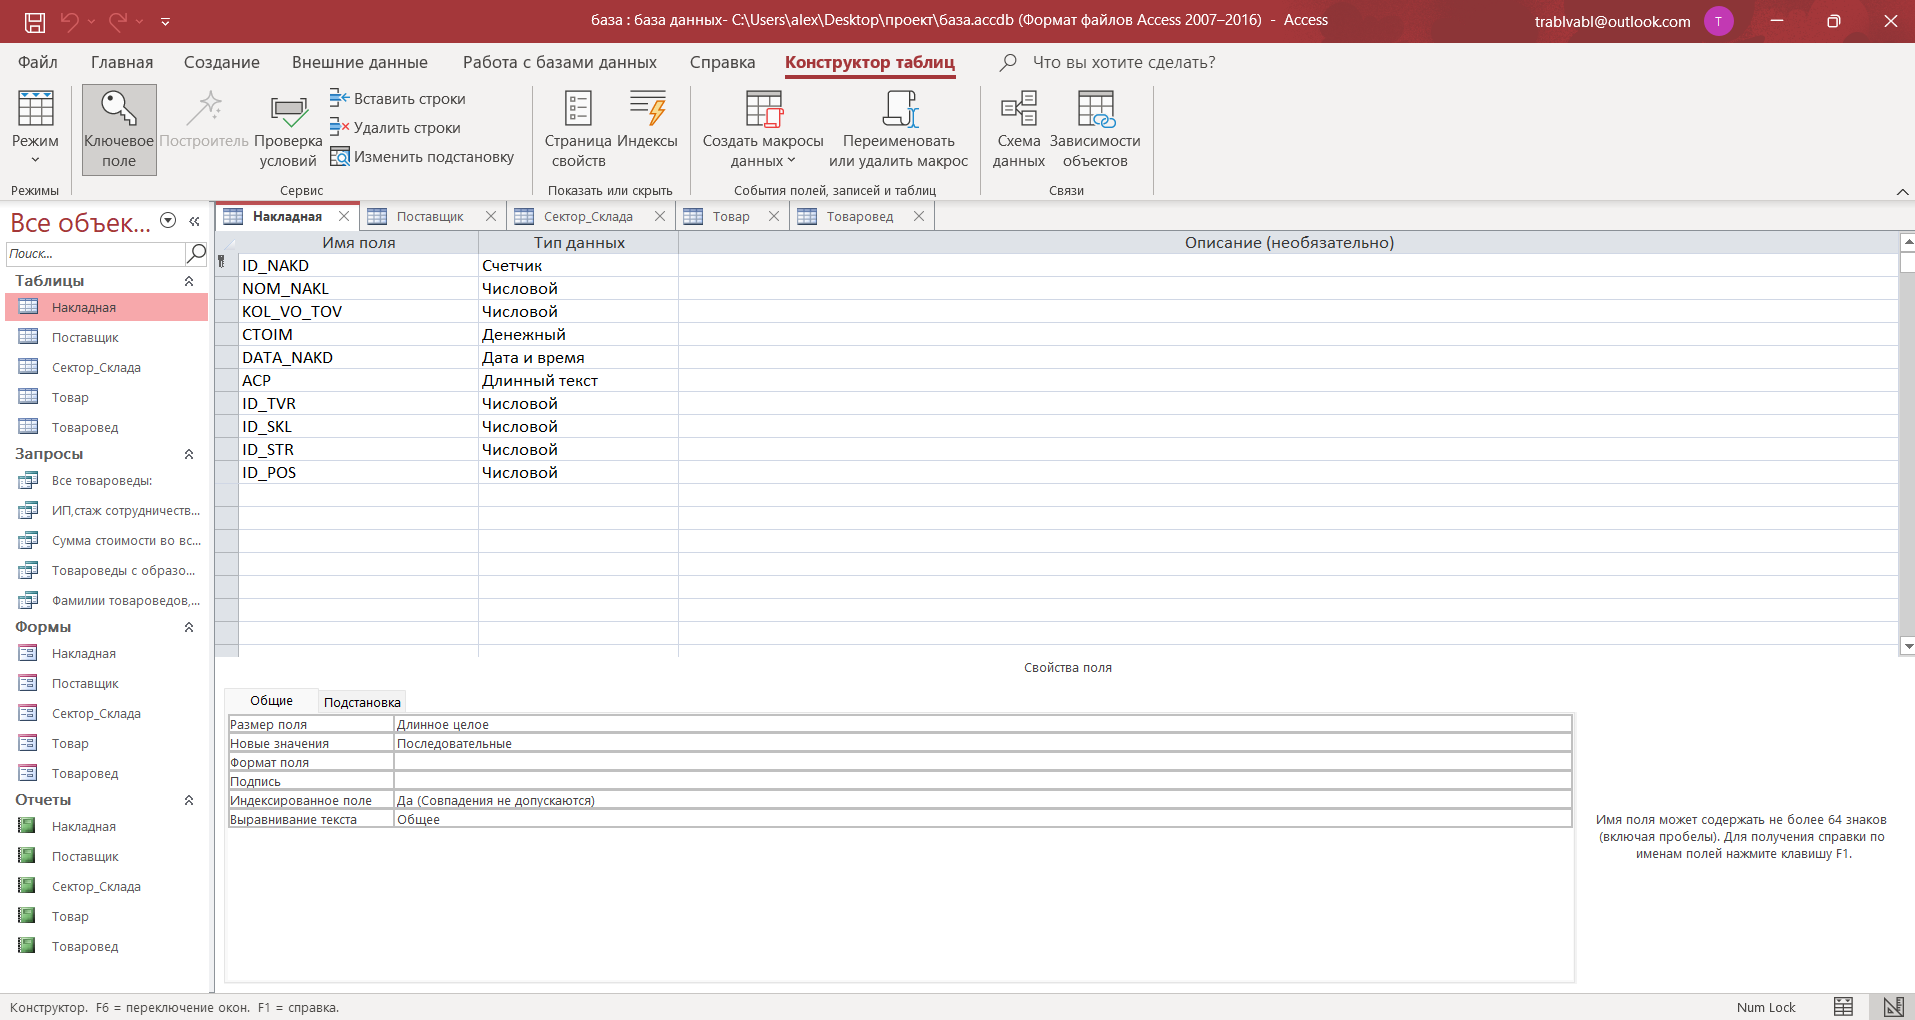 база : база данных- C:\Users\alex\Desktop\проект\база.accdb (Формат файлов Access 2007–2016) - Access
trablvabl@outlook.com
T
Файл Главная Создание Внешние данные Работа с базами данных Справка Конструктор таблиц Что вы хотите сделать?
Режим
Ключевое поле
Построитель
Проверка условий
Вставить строки
Удалить строки
Изменить подстановку
Страница свойств
Индексы
Создать макросы данных
Переименовать или удалить макрос
Схема данных
Зависимости объектов
Режимы
Сервис
Показать или скрыть
События полей, записей и таблиц
Связи
Все объек...
Поиск...
Таблицы
Накладная
Поставщик
Сектор_Склада
Товар
Товаровед
Запросы
Все товароведы:
ИП,стаж сотрудничеств...
Сумма стоимости во вс...
Товароведы с образо...
Фамилии товароведов,...
Формы
Накладная
Поставщик
Сектор_Склада
Товар
Товаровед
Отчеты
Накладная
Поставщик
Сектор_Склада
Товар
Товаровед
Накладная Поставщик Сектор_Склада Товар Товаровед
Имя поля Тип данных Описание (необязательно)
ID_NAKD Счетчик
NOM_NAKL Числовой
KOL_VO_TOV Числовой
CTOIM Денежный
DATA_NAKD Дата и время
ACP Длинный текст
ID_TVR Числовой
ID_SKL Числовой
ID_STR Числовой
ID_POS Числовой
Свойства поля
Общие Подстановка
Размер поля Длинное целое
Новые значения Последовательные
Формат поля
Подпись
Индексированное поле Да (Совпадения не допускаются)
Выравнивание текста Общее
Имя поля может содержать не более 64 знаков
(включая пробелы). Для получения справки по
именам полей нажмите клавишу F1.
Конструктор. F6 = переключение окон. F1 = справка.
Num Lock